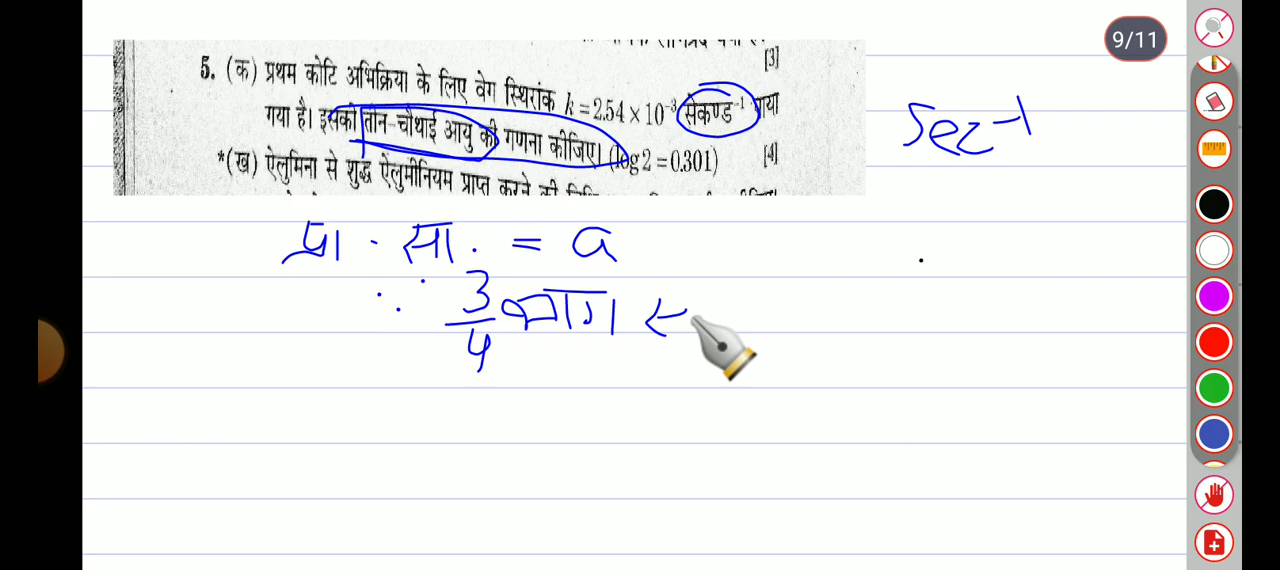 9/11
[3]
5. (क) प्रथम कोटि अभिक्रिया के लिए वेग स्थिरांक k = 2.54 × 10⁻³ सेकण्ड⁻¹ पाया
गया है। इसकी तीन-चौथाई आयु की गणना कीजिए। (log 2 = 0.301) [4]
*(ख) ऐलुमिना से शुद्ध ऐलुमीनियम प्राप्त करने की
Sec⁻¹
प्रा. सा. = a
∵ 3/4 भाग ←